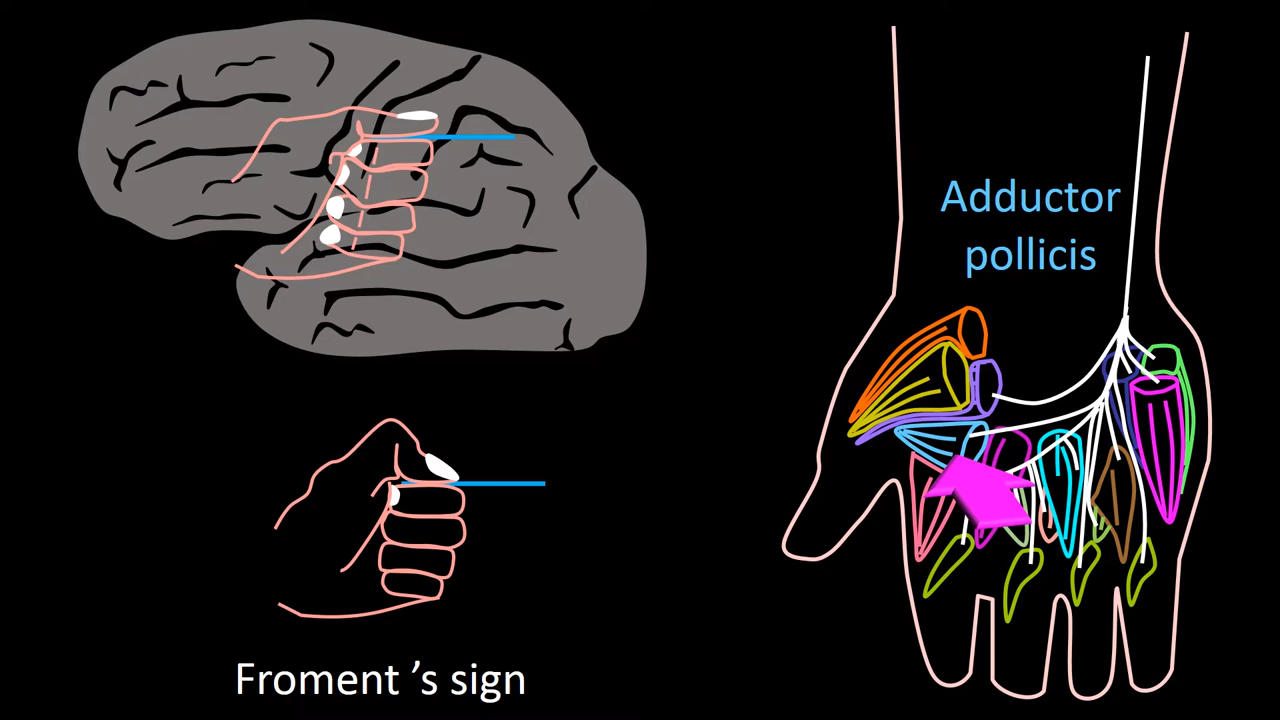 Adductor
pollicis
Froment ’s sign